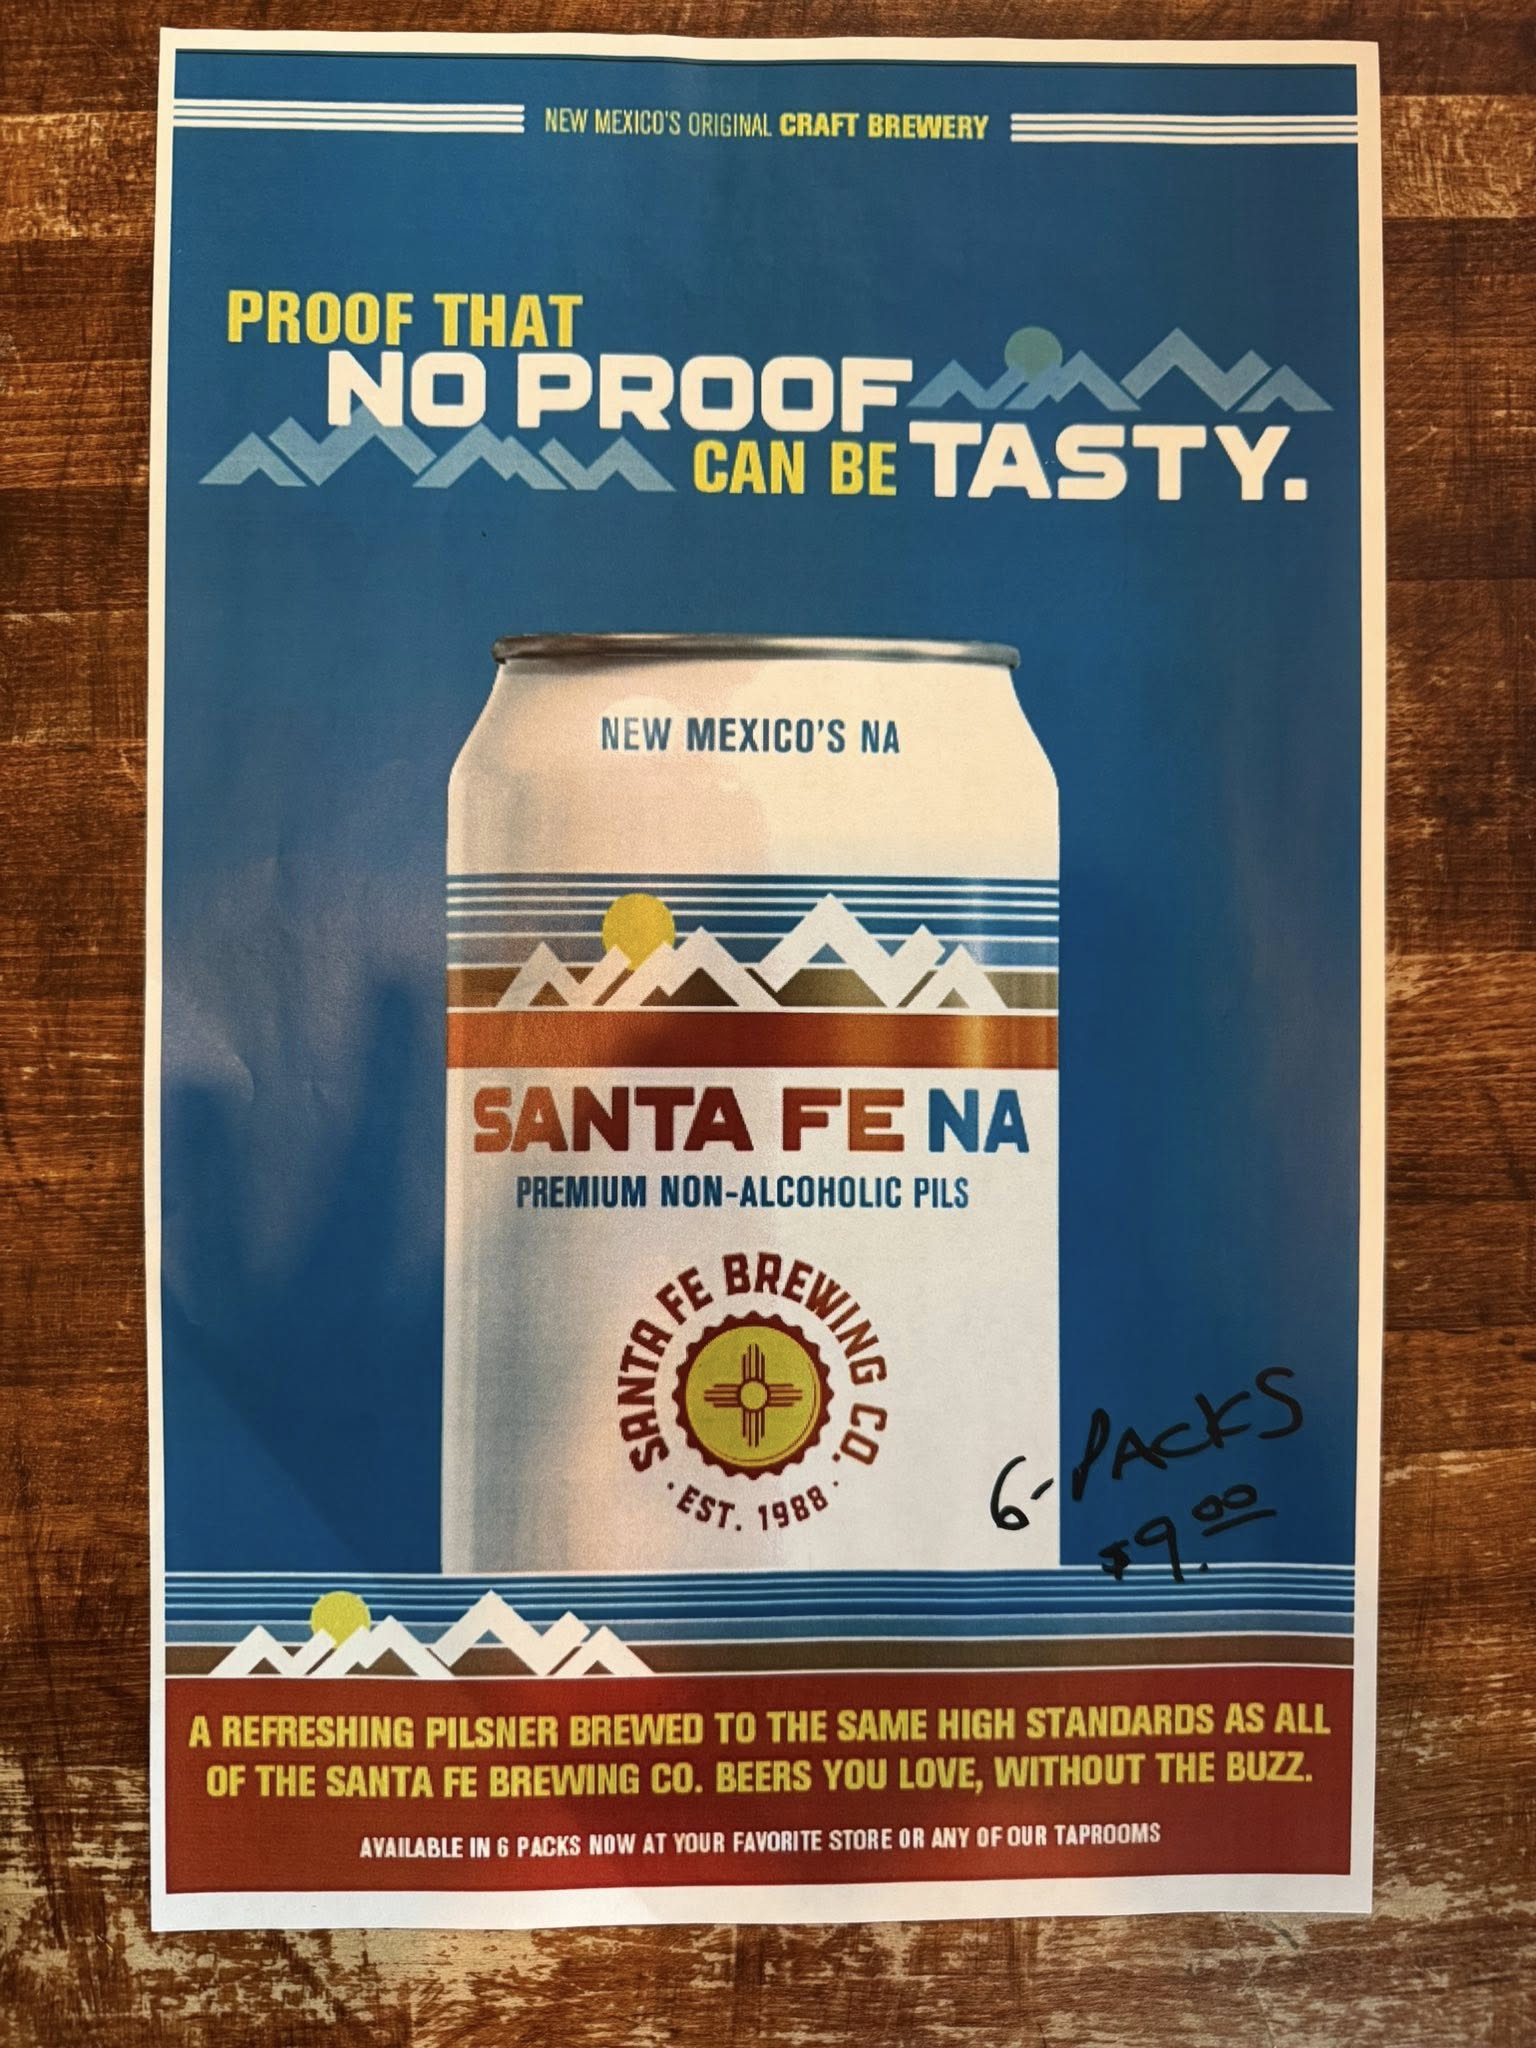 NEW MEXICO'S ORIGINAL CRAFT BREWERY
PROOF THAT
NO PROOF
CAN BE TASTY.
NEW MEXICO'S NA
SANTA FE NA
PREMIUM NON-ALCOHOLIC PILS
SANTA FE BREWING CO.
· EST. 1988 ·
6-PACKS
$9.00
A REFRESHING PILSNER BREWED TO THE SAME HIGH STANDARDS AS ALL
OF THE SANTA FE BREWING CO. BEERS YOU LOVE, WITHOUT THE BUZZ.
AVAILABLE IN 6 PACKS NOW AT YOUR FAVORITE STORE OR ANY OF OUR TAPROOMS